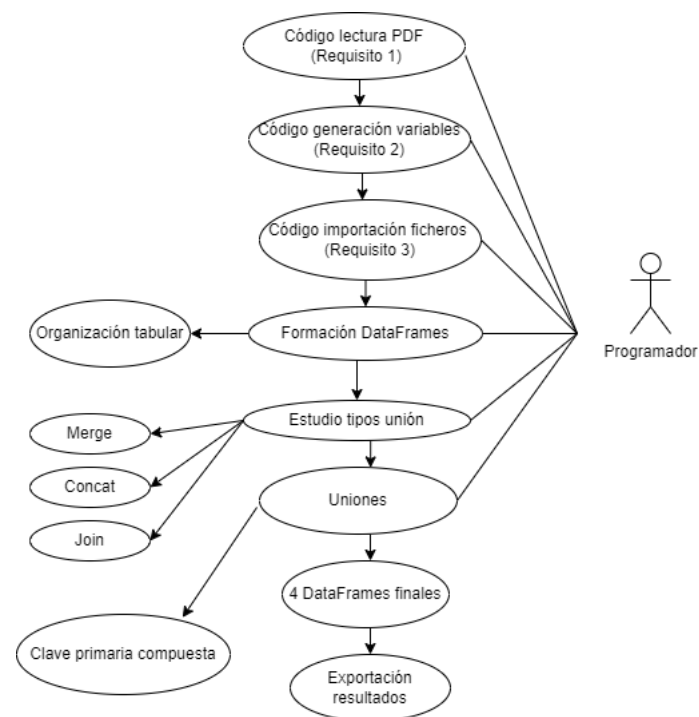 Código lectura PDF
(Requisito 1)
Código generación variables
(Requisito 2)
Código importación ficheros
(Requisito 3)
Organización tabular
Formación DataFrames
Programador
Estudio tipos unión
Merge
Concat
Join
Uniones
4 DataFrames finales
Clave primaria compuesta
Exportación
resultados